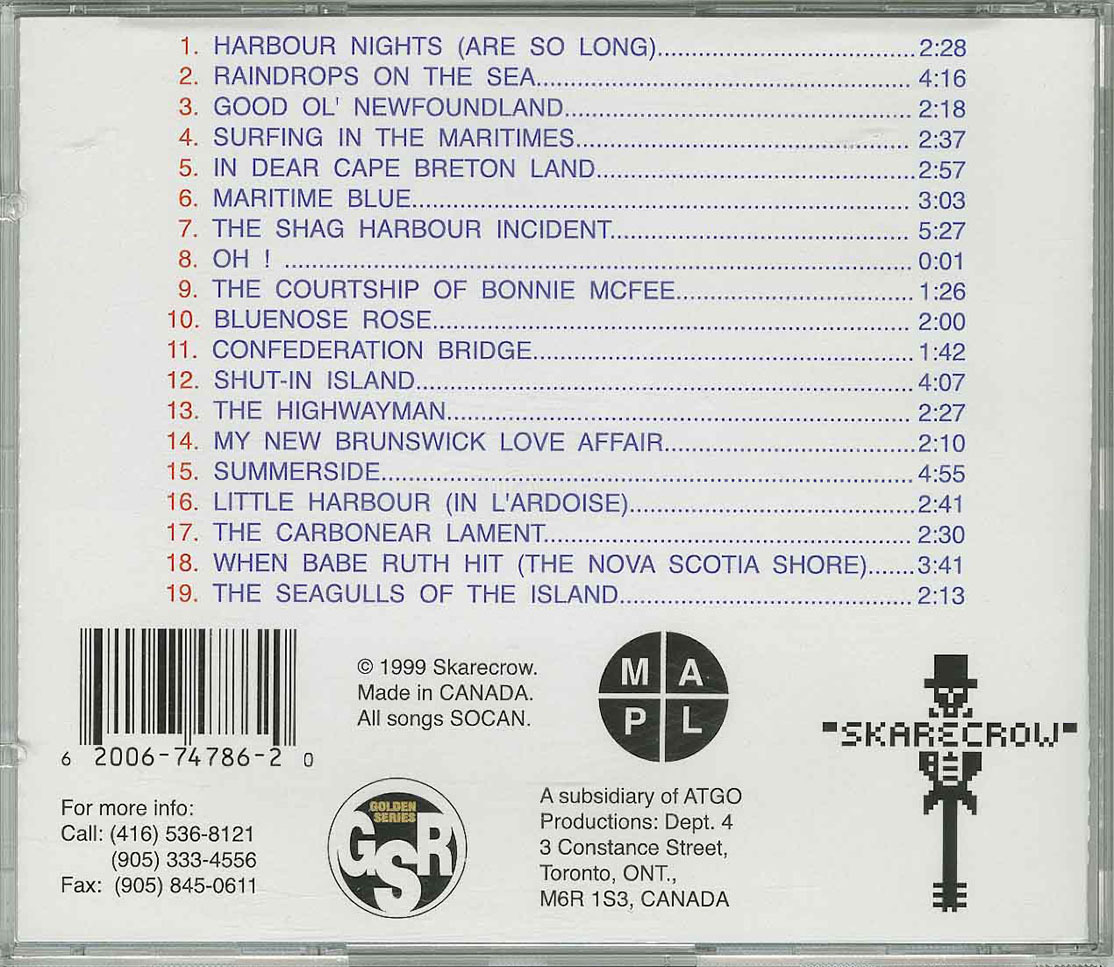 1. HARBOUR NIGHTS (ARE SO LONG)..................................... 2:28
2. RAINDROPS ON THE SEA....................................................... 4:16
3. GOOD OL' NEWFOUNDLAND................................................... 2:18
4. SURFING IN THE MARITIMES................................................. 2:37
5. IN DEAR CAPE BRETON LAND.............................................. 2:57
6. MARITIME BLUE......................................................................... 3:03
7. THE SHAG HARBOUR INCIDENT............................................ 5:27
8. OH ! ............................................................................................. 0:01
9. THE COURTSHIP OF BONNIE MCFEE................................... 1:26
10. BLUENOSE ROSE...................................................................... 2:00
11. CONFEDERATION BRIDGE........................................................ 1:42
12. SHUT-IN ISLAND......................................................................... 4:07
13. THE HIGHWAYMAN.................................................................... 2:27
14. MY NEW BRUNSWICK LOVE AFFAIR..................................... 2:10
15. SUMMERSIDE.............................................................................. 4:55
16. LITTLE HARBOUR (IN L'ARDOISE).......................................... 2:41
17. THE CARBONEAR LAMENT...................................................... 2:30
18. WHEN BABE RUTH HIT (THE NOVA SCOTIA SHORE)....... 3:41
19. THE SEAGULLS OF THE ISLAND........................................... 2:13
6 2006-74786-2 0
© 1999 Skarecrow.
Made in CANADA.
All songs SOCAN.
M A
P L
"SKARECROW"
For more info:
Call: (416) 536-8121
(905) 333-4556
Fax: (905) 845-0611
GOLDEN
SERIES
GSR
A subsidiary of ATGO
Productions: Dept. 4
3 Constance Street,
Toronto, ONT.,
M6R 1S3, CANADA